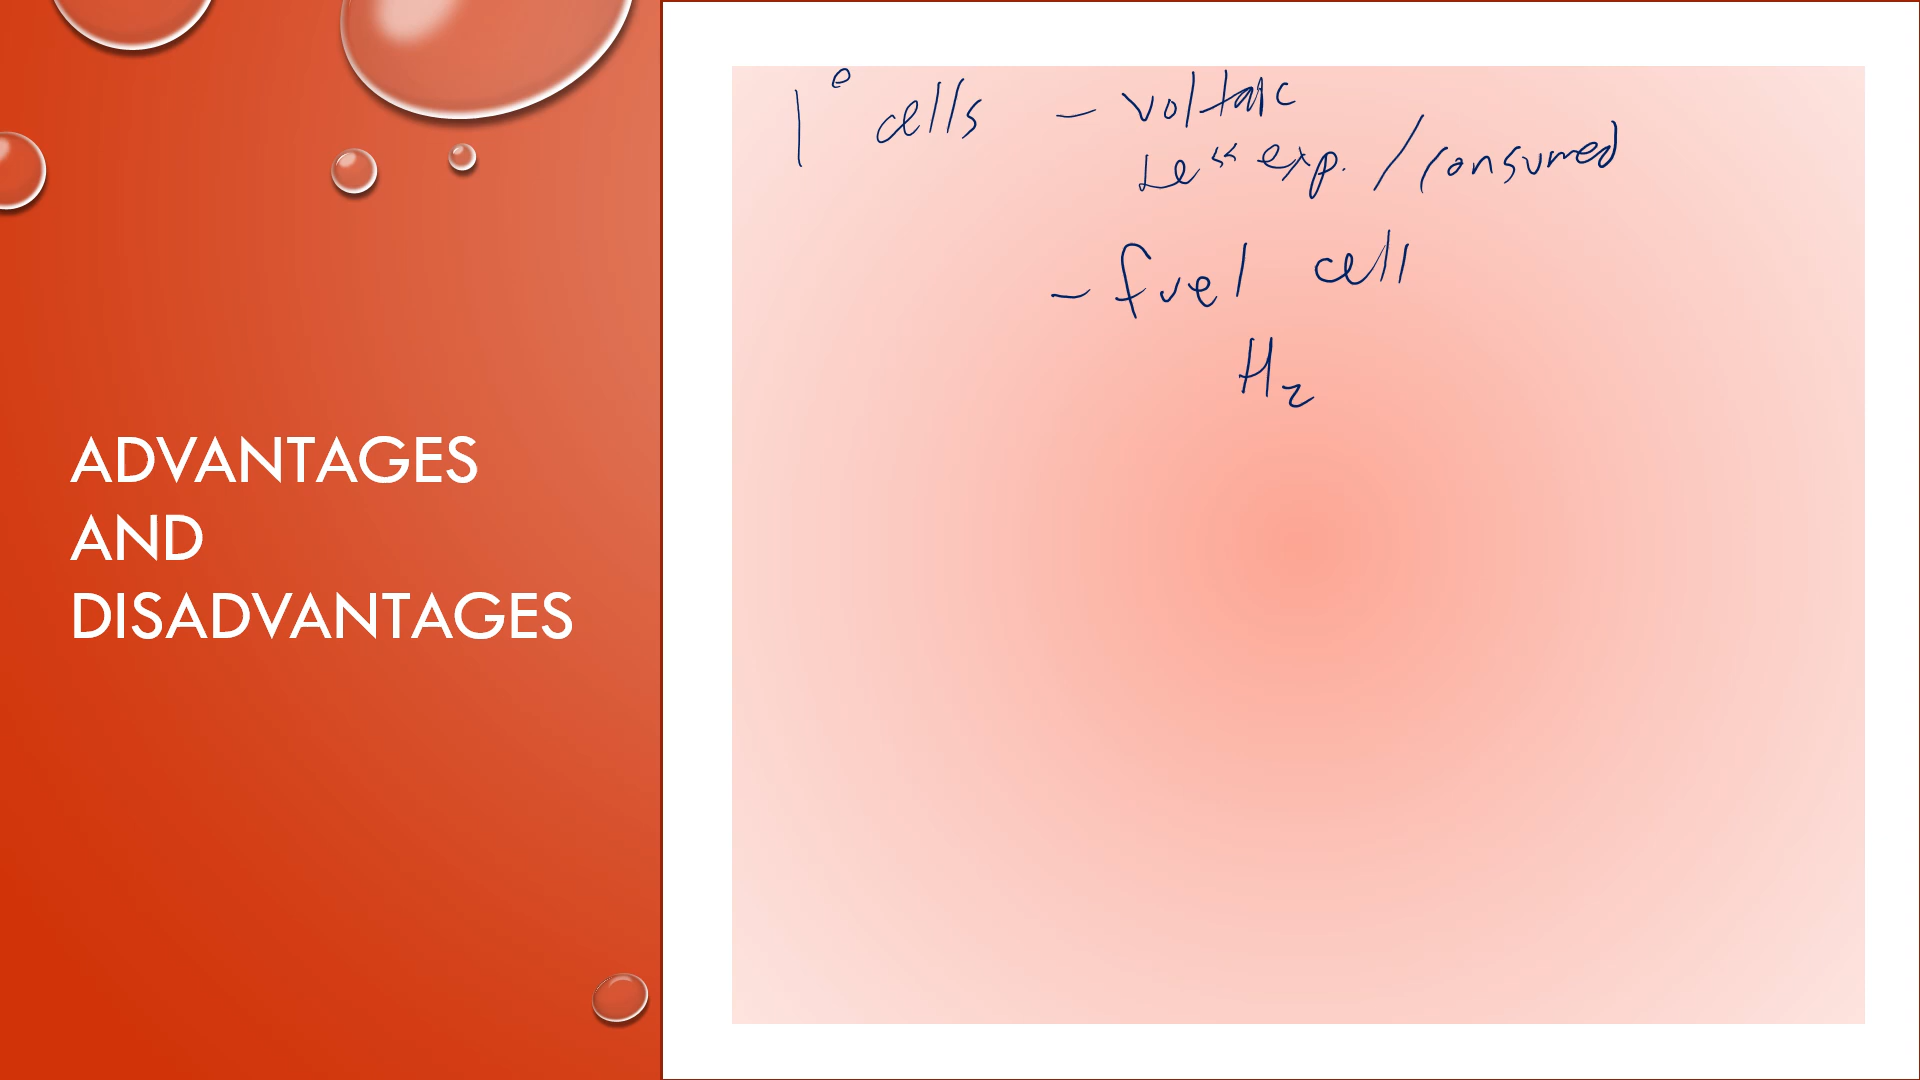 ADVANTAGES
AND
DISADVANTAGES
1° cells - voltaic
Less exp. / consumed
- fuel cell
H₂